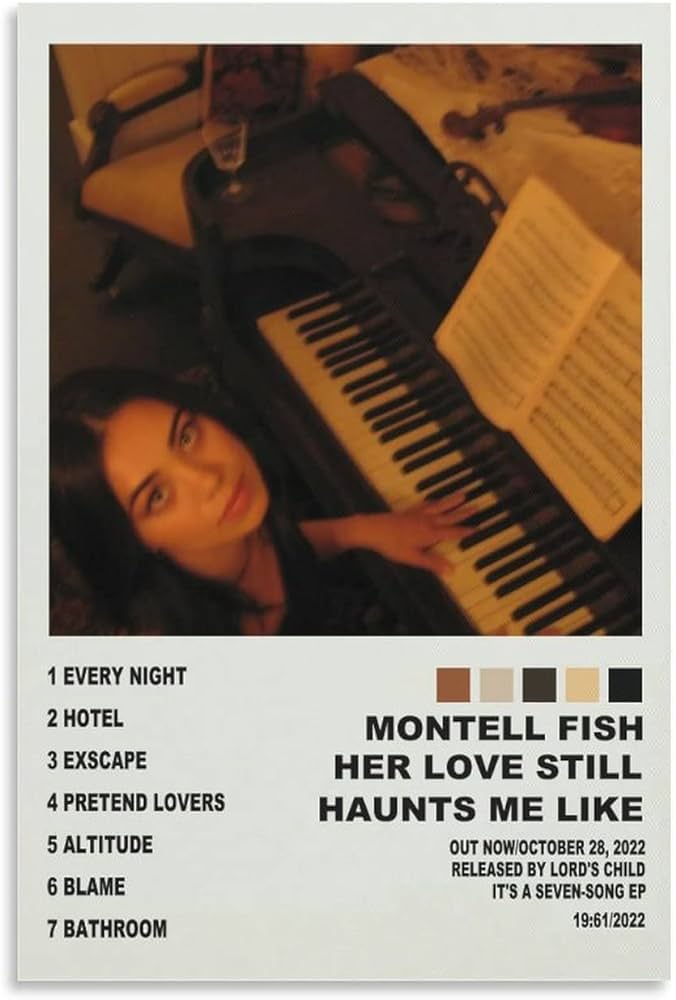 1 EVERY NIGHT
2 HOTEL
3 EXSCAPE
4 PRETEND LOVERS
5 ALTITUDE
6 BLAME
7 BATHROOM
MONTELL FISH
HER LOVE STILL
HAUNTS ME LIKE
OUT NOW/OCTOBER 28, 2022
RELEASED BY LORD'S CHILD
IT'S A SEVEN-SONG EP
19:61/2022